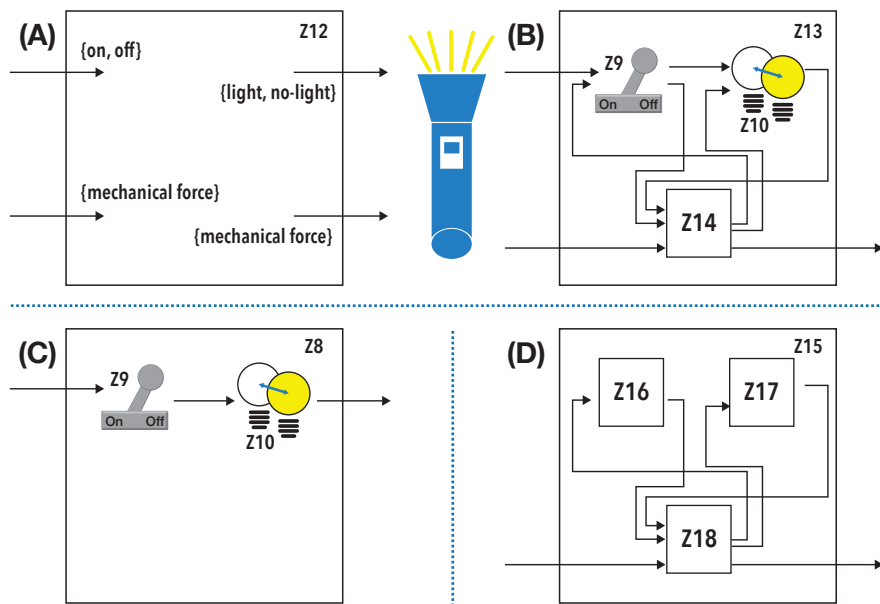 (A)
Z12
{on, off}
{light, no-light}
{mechanical force}
{mechanical force}
(B)
Z13
Z9
On Off
Z10
Z14
(C)
Z8
Z9
On Off
Z10
(D)
Z15
Z16
Z17
Z18